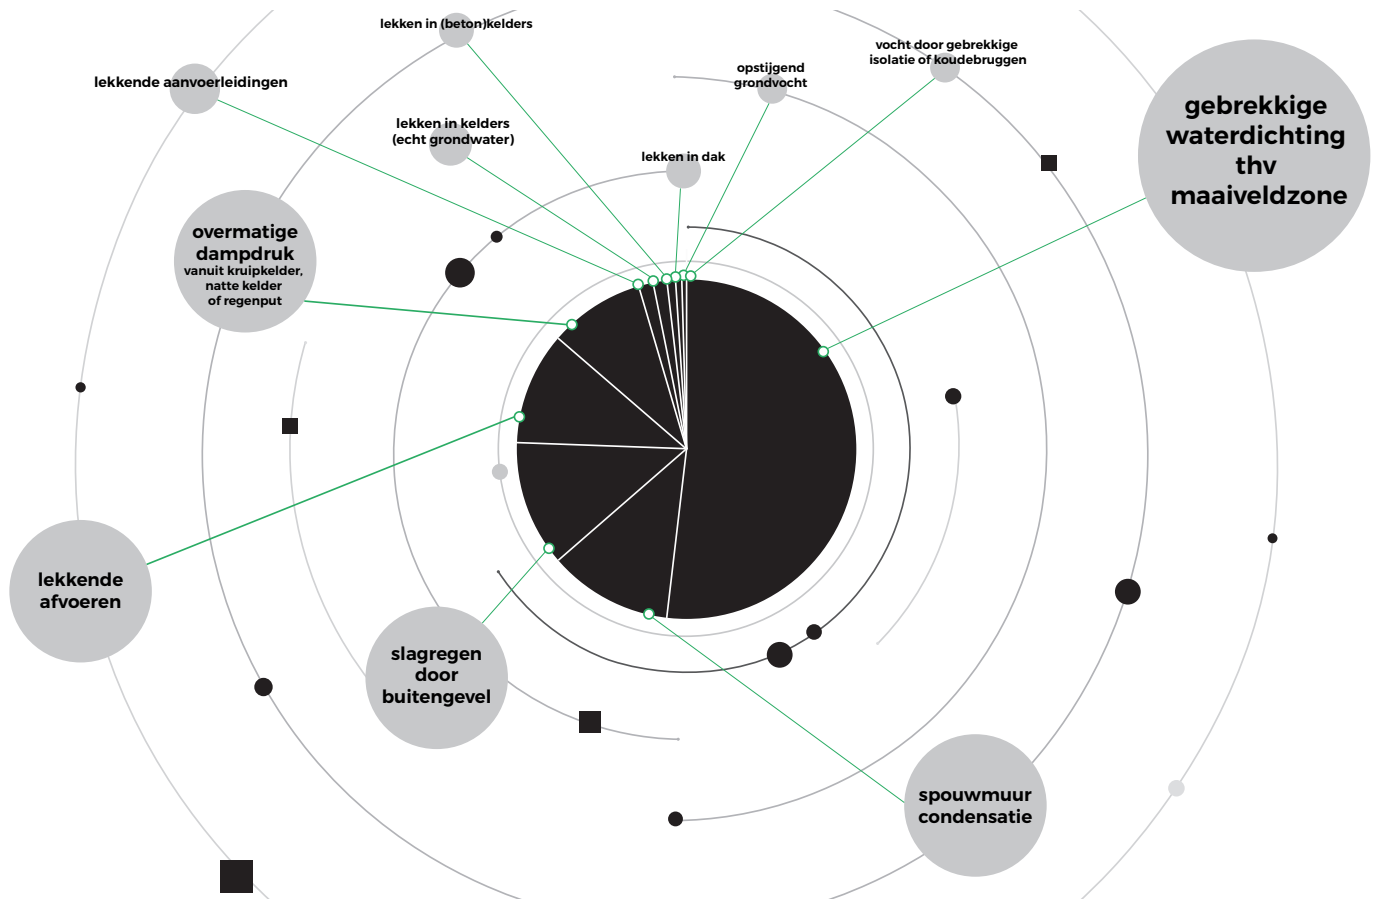 lekken in (beton)kelders
vocht door gebrekkige
isolatie of koudebruggen
opstijgend
grondvocht
lekkende aanvoerleidingen
lekken in kelders
(echt grondwater)
lekken in dak
gebrekkige
waterdichting
thv
maaiveldzone
overmatige
dampdruk
vanuit kruipkelder,
natte kelder
of regenput
lekkende
afvoeren
slagregen
door
buitengevel
spouwmuur
condensatie